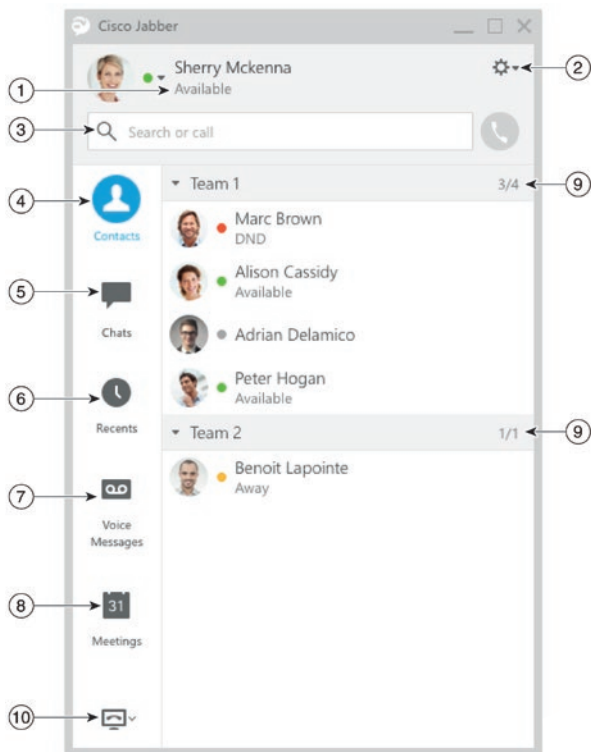 Cisco Jabber
Sherry Mckenna
Available
1
2
3
Search or call
4
Contacts
Team 1
3/4
9
Marc Brown
DND
5
Chats
Alison Cassidy
Available
Adrian Delamico
6
Recents
Peter Hogan
Available
Team 2
1/1
9
7
Voice
Messages
Benoit Lapointe
Away
8
31
Meetings
10